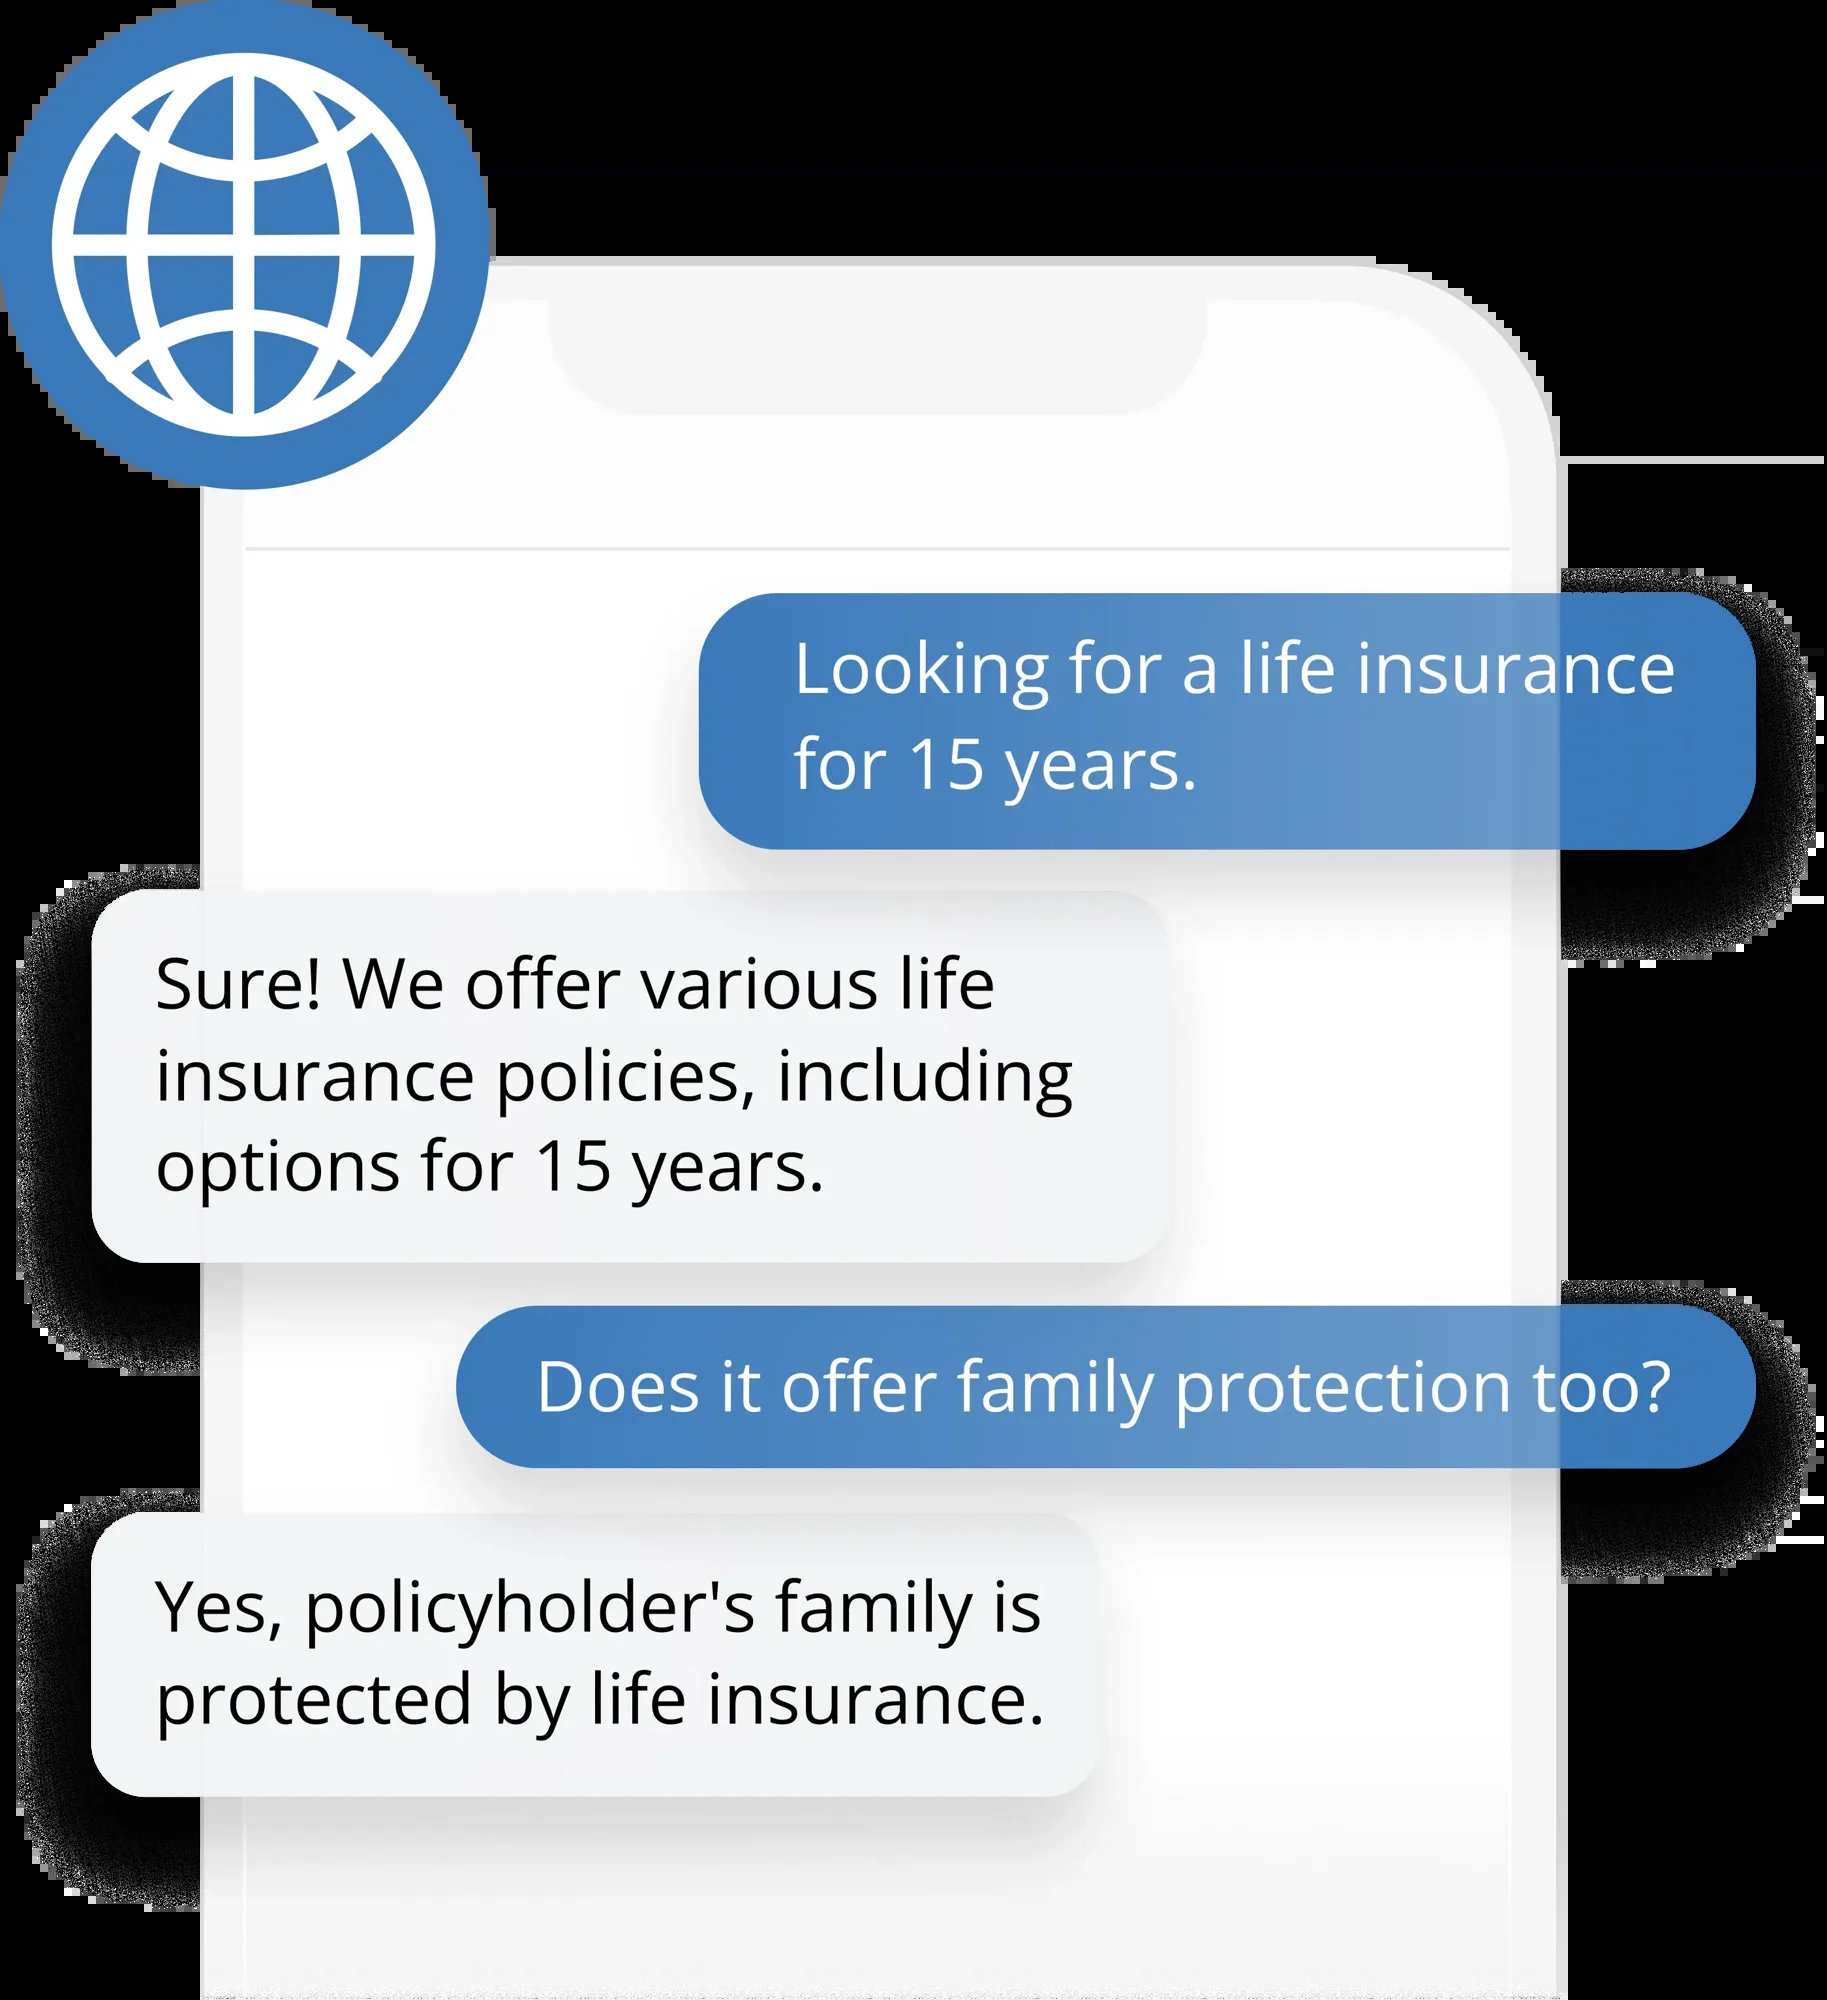 Looking for a life insurance
for 15 years.
Sure! We offer various life
insurance policies, including
options for 15 years.
Does it offer family protection too?
Yes, policyholder's family is
protected by life insurance.